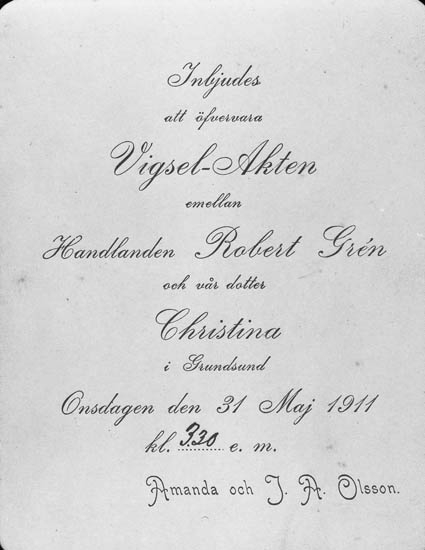 Inbjudes
att öfvervara
Vigsel-Akten
emellan
Handlanden Robert Grén
och vår dotter
Christina
i Grundsund
Onsdagen den 31 Maj 1911
kl. 3.30 e. m.
Amanda och J. A. Olsson.